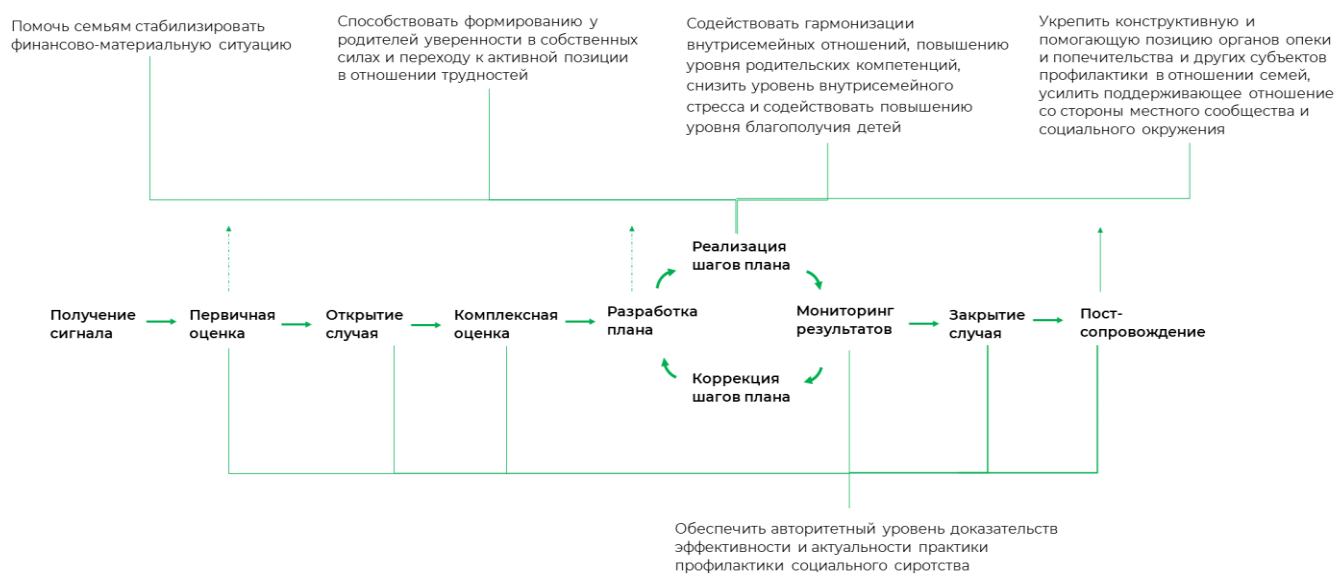 Помочь семьям стабилизировать
финансово-материальную ситуацию
Способствовать формированию у
родителей уверенности в собственных
силах и переходу к активной позиции
в отношении трудностей
Содействовать гармонизации
внутрисемейных отношений, повышению
уровня родительских компетенций,
снизить уровень внутрисемейного
стресса и содействовать повышению
уровня благополучия детей
Укрепить конструктивную и
помогающую позицию органов опеки
и попечительства и других субъектов
профилактики в отношении семей,
усилить поддерживающее отношение
со стороны местного сообщества и
социального окружения
Получение
сигнала
Первичная
оценка
Открытие
случая
Комплексная
оценка
Разработка
плана
Реализация
шагов плана
Мониторинг
результатов
Коррекция
шагов плана
Закрытие
случая
Пост-
сопровождение
Обеспечить авторитетный уровень доказательств
эффективности и актуальности практики
профилактики социального сиротства